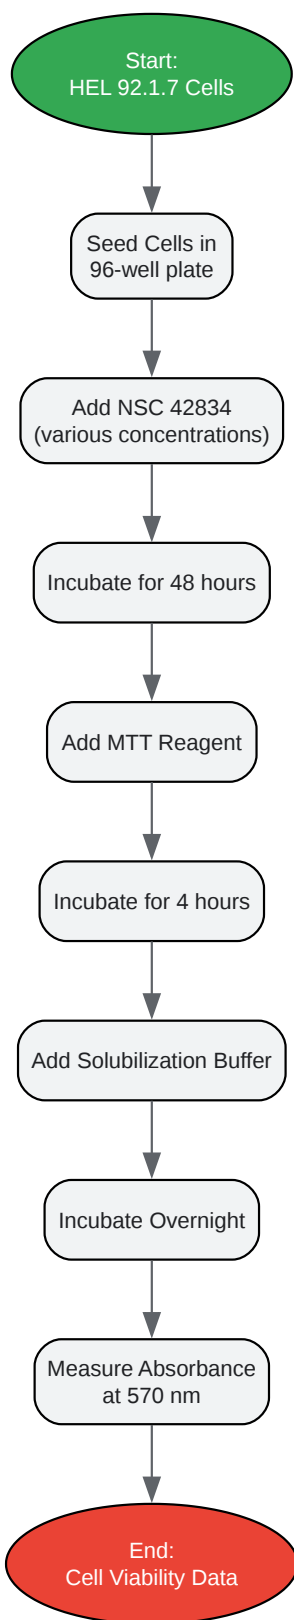 Start:
HEL 92.1.7 Cells
Seed Cells in
96-well plate
Add NSC 42834
(various concentrations)
Incubate for 48 hours
Add MTT Reagent
Incubate for 4 hours
Add Solubilization Buffer
Incubate Overnight
Measure Absorbance
at 570 nm
End:
Cell Viability Data